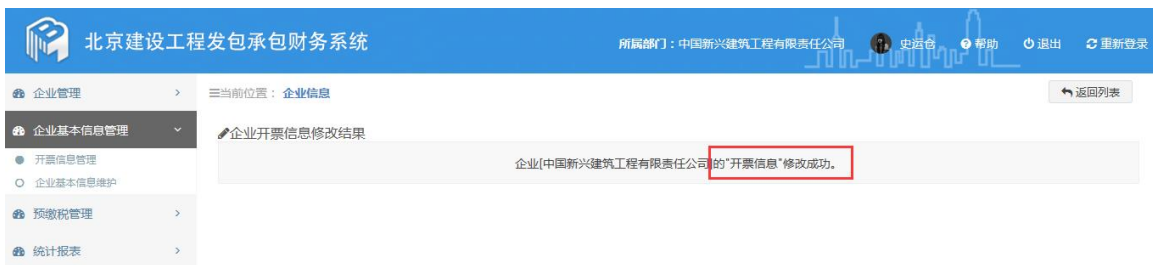 北京建设工程发包承包财务系统
所属部门：中国新兴建筑工程有限责任公司 史运仓 帮助 退出 重新登录
企业管理
当前位置： 企业信息
返回列表
企业基本信息管理
企业开票信息修改结果
开票信息管理
企业[中国新兴建筑工程有限责任公司]的"开票信息"修改成功。
企业基本信息维护
预缴税管理
统计报表